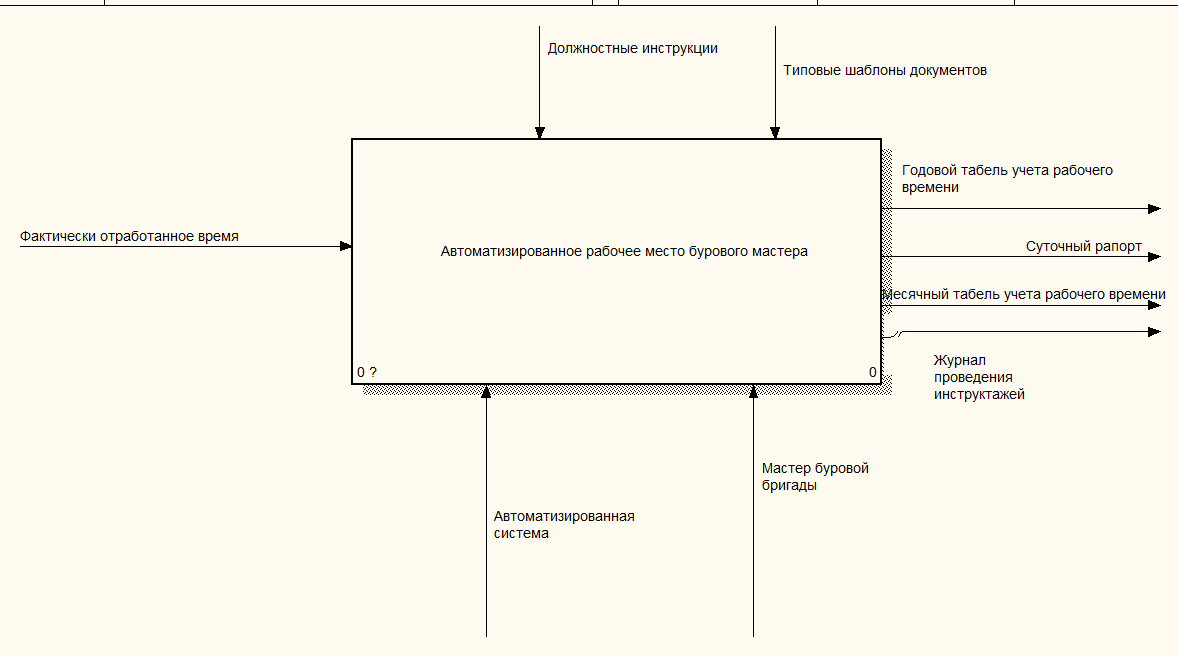 Должностные инструкции
Типовые шаблоны документов
Годовой табель учета рабочего
времени
Фактически отработанное время
Автоматизированное рабочее место бурового мастера
Суточный рапорт
Месячный табель учета рабочего времени
Журнал
проведения
инструктажей
0 ?
0
Мастер буровой
бригады
Автоматизированная
система